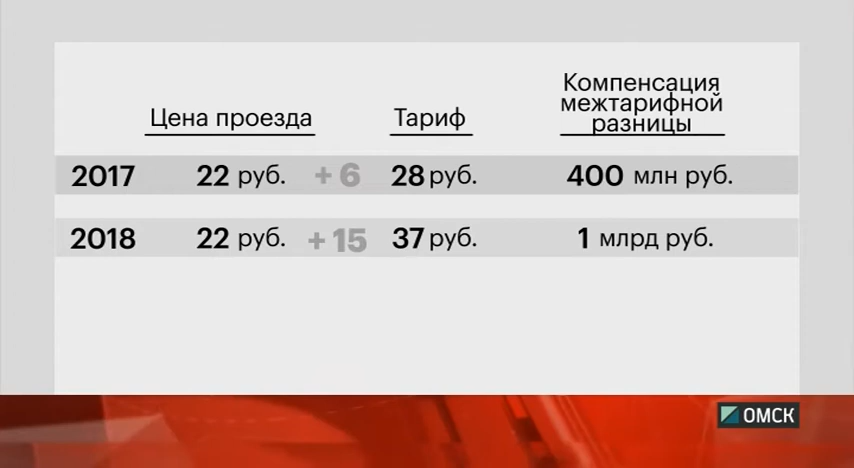 Цена проезда
Тариф
Компенсация
межтарифной
разницы
2017 22 руб. + 6 28 руб. 400 млн руб.
2018 22 руб. + 15 37 руб. 1 млрд руб.
ОМСК